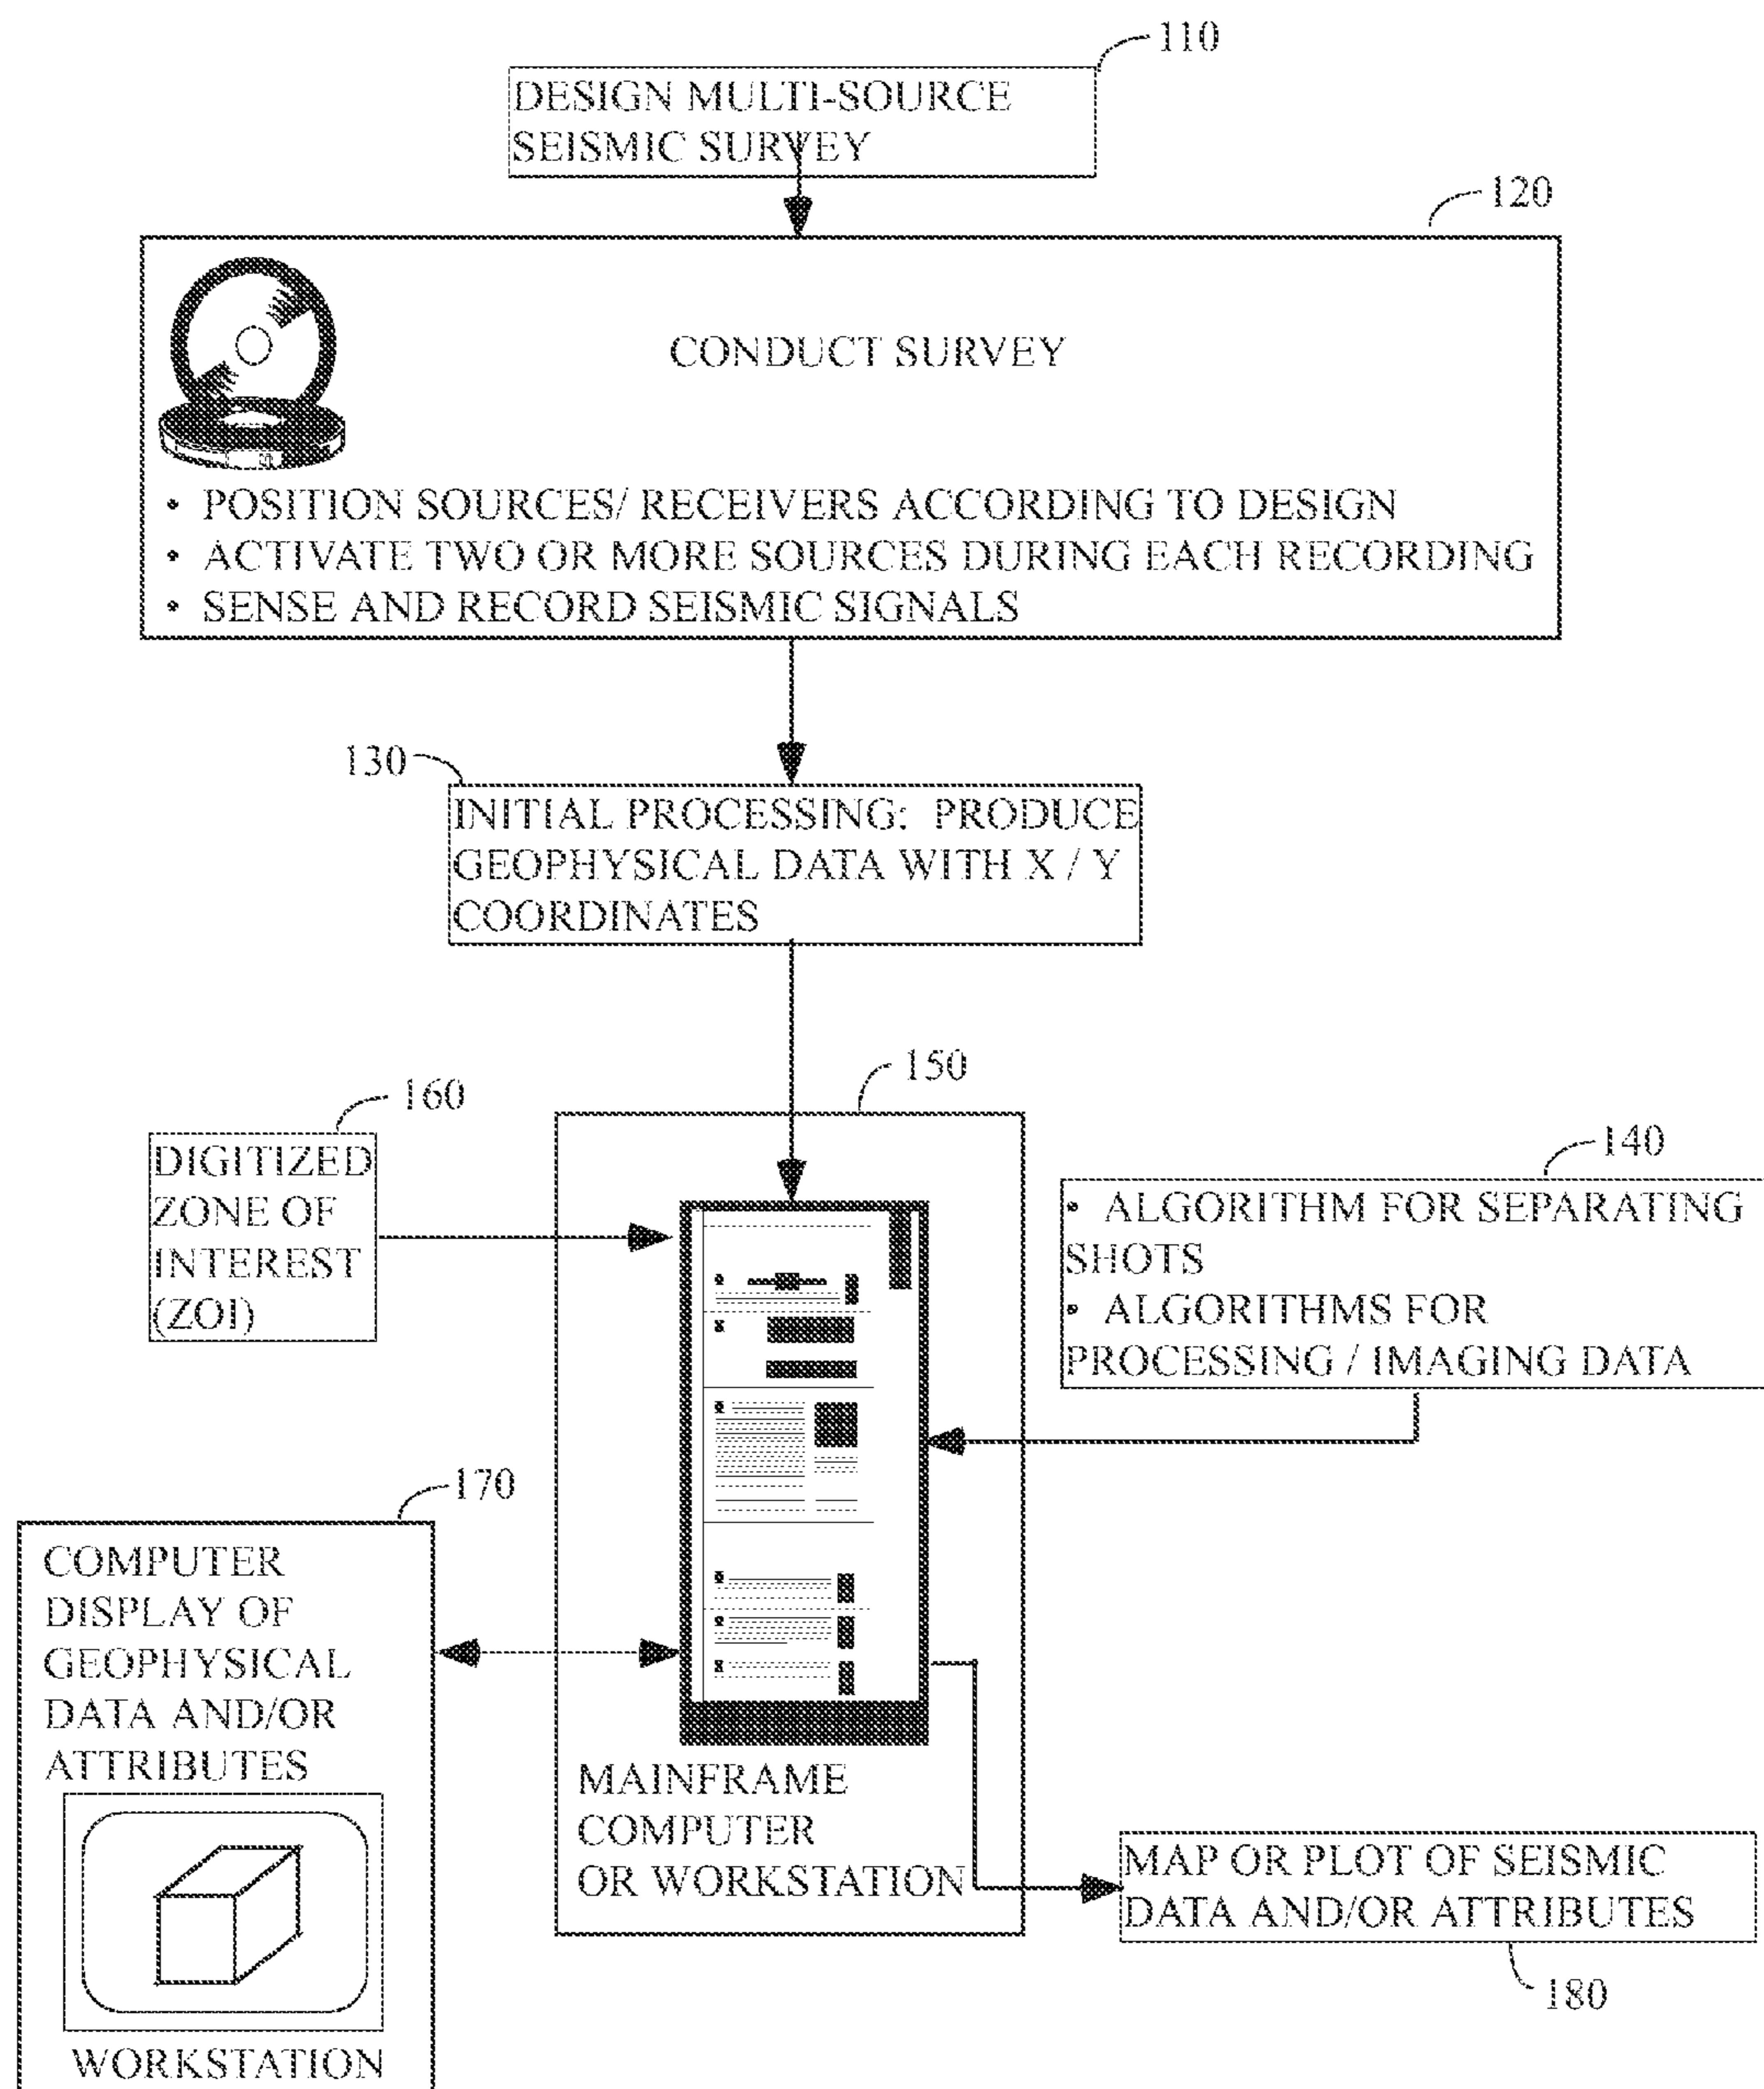 110
DESIGN MULTI-SOURCE
SEISMIC SURVEY
120
CONDUCT SURVEY
• POSITION SOURCES/ RECEIVERS ACCORDING TO DESIGN
• ACTIVATE TWO OR MORE SOURCES DURING EACH RECORDING
• SENSE AND RECORD SEISMIC SIGNALS
130
INITIAL PROCESSING: PRODUCE
GEOPHYSICAL DATA WITH X / Y
COORDINATES
150
160
DIGITIZED
ZONE OF
INTEREST
(ZOI)
140
• ALGORITHM FOR SEPARATING
SHOTS
• ALGORITHMS FOR
PROCESSING / IMAGING DATA
170
COMPUTER
DISPLAY OF
GEOPHYSICAL
DATA AND/OR
ATTRIBUTES
WORKSTATION
MAINFRAME
COMPUTER
OR WORKSTATION
MAP OR PLOT OF SEISMIC
DATA AND/OR ATTRIBUTES
180